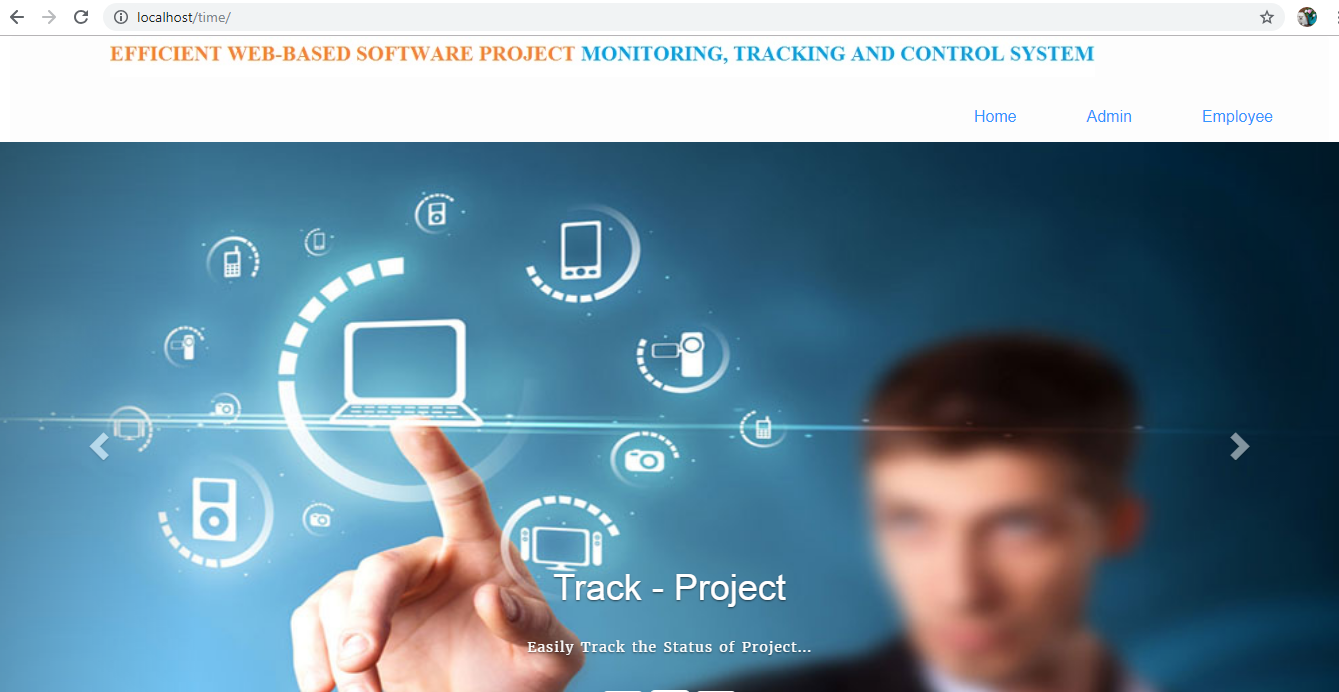 localhost/time/
EFFICIENT WEB-BASED SOFTWARE PROJECT MONITORING, TRACKING AND CONTROL SYSTEM
Home Admin Employee
Track - Project
Easily Track the Status of Project...